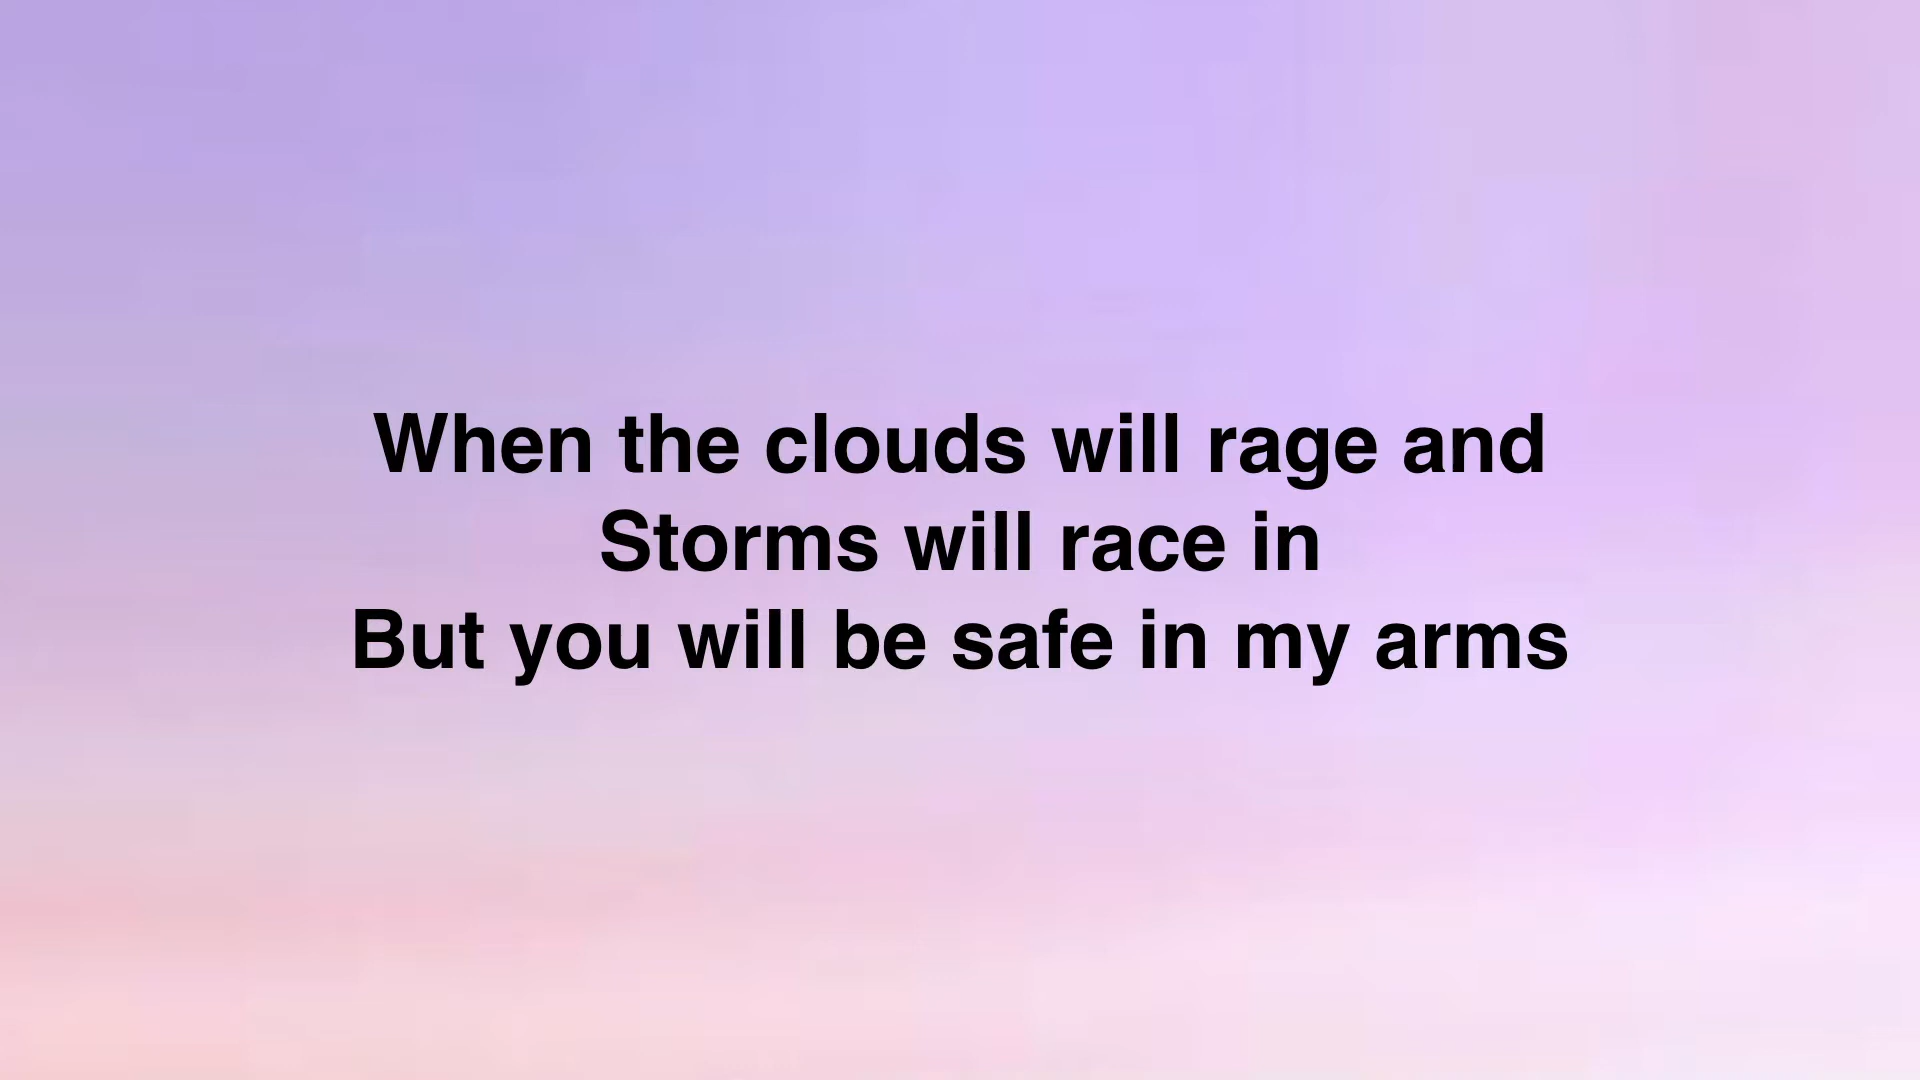 When the clouds will rage and
Storms will race in
But you will be safe in my arms